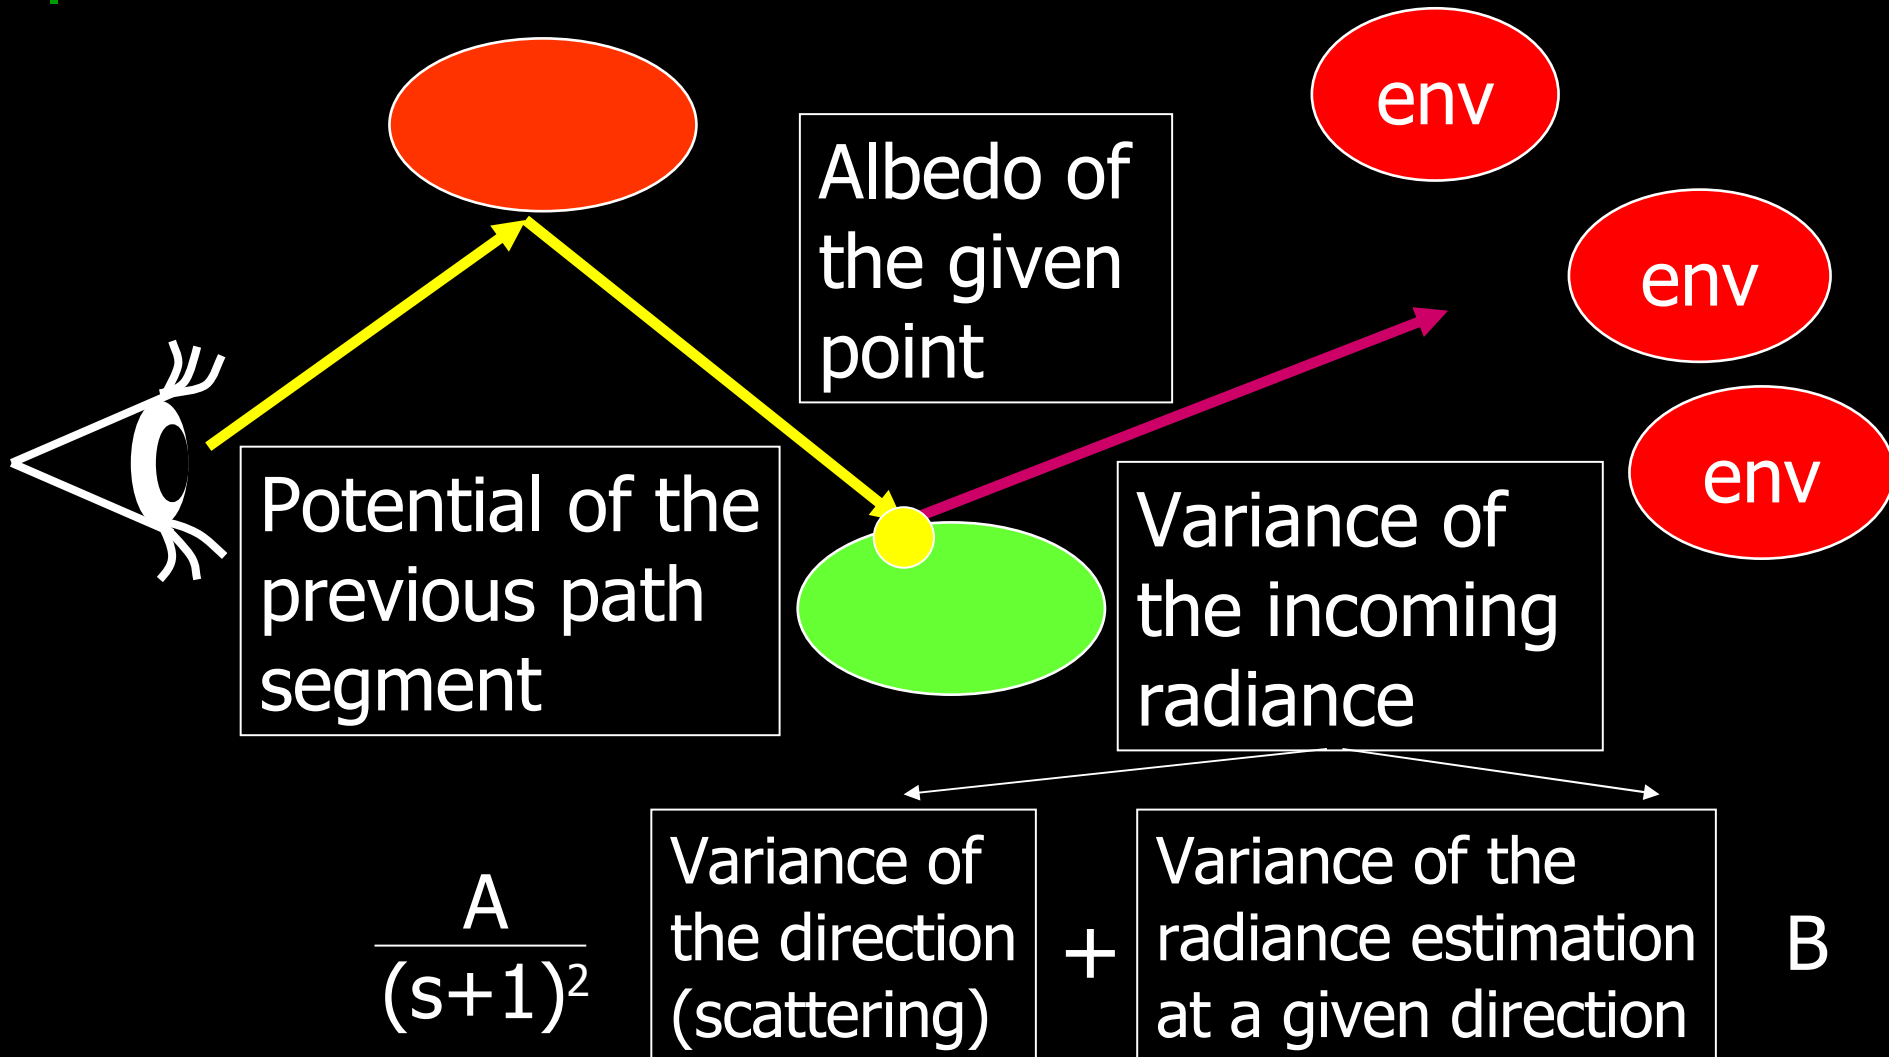 env
env
env
Albedo of
the given
point
Potential of the
previous path
segment
Variance of
the incoming
radiance
A
(s+1)²
Variance of
the direction
(scattering)
+
Variance of the
radiance estimation
at a given direction
B